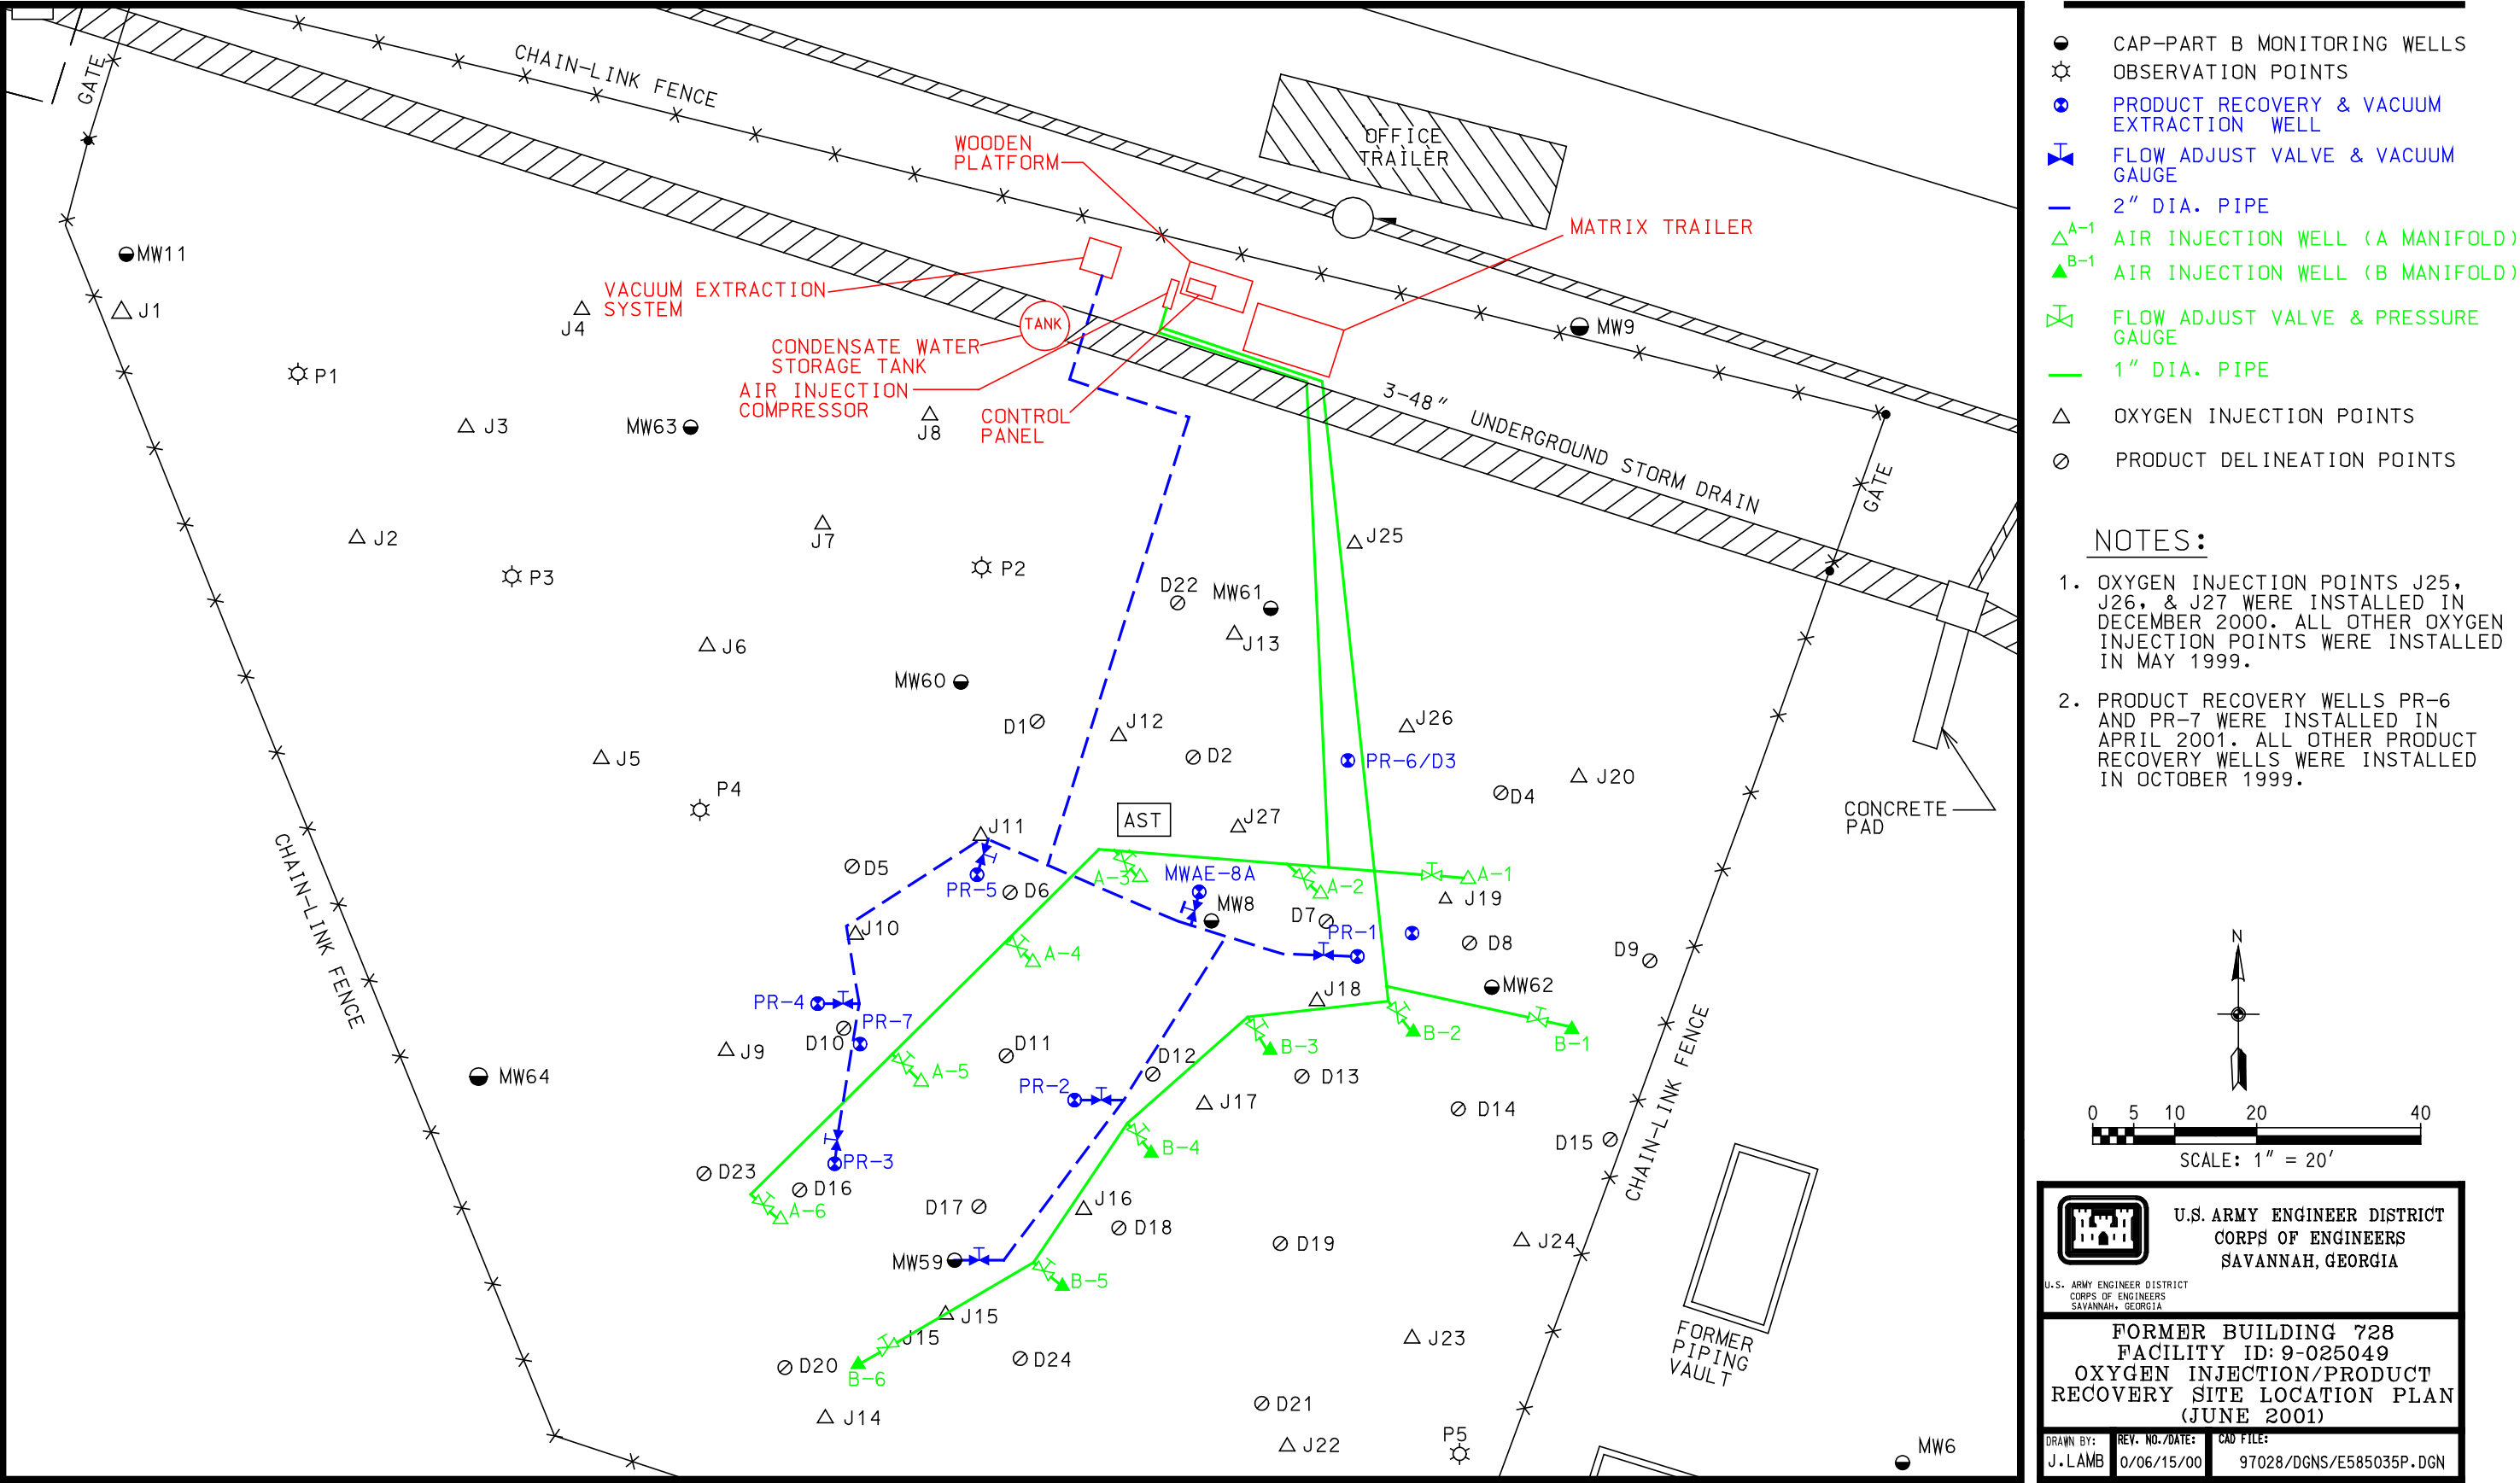 GATE
CHAIN-LINK FENCE
WOODEN
PLATFORM
OFFICE
TRAILER
MATRIX TRAILER
MW11
J1
J4
VACUUM EXTRACTION
SYSTEM
TANK
MW9
CONDENSATE WATER
STORAGE TANK
AIR INJECTION
COMPRESSOR
CONTROL
PANEL
P1
J3
MW63
J8
3-48" UNDERGROUND STORM DRAIN
GATE
J2
J7
P3
P2
J25
D22
MW61
J13
J6
MW60
D1
J12
D2
J26
PR-6/D3
J5
P4
J20
D4
CONCRETE
PAD
AST
J27
J11
D5
PR-5
D6
A-3
MWAE-8A
A-2
A-1
J19
MW8
D7
PR-1
D8
D9
CHAIN-LINK FENCE
J10
A-4
PR-4
PR-7
D10
J18
MW62
J9
D11
D12
B-3
B-2
B-1
MW64
A-5
PR-2
D13
J17
D14
D15
CHAIN-LINK FENCE
B-4
PR-3
D23
D16
A-6
D17
J16
D18
D19
J24
MW59
B-5
J15
J15
J23
FORMER
PIPING
VAULT
D20
B-6
D24
J14
D21
J22
P5
MW6
CAP-PART B MONITORING WELLS
OBSERVATION POINTS
PRODUCT RECOVERY & VACUUM
EXTRACTION WELL
FLOW ADJUST VALVE & VACUUM
GAUGE
2" DIA. PIPE
A-1 AIR INJECTION WELL (A MANIFOLD)
B-1 AIR INJECTION WELL (B MANIFOLD)
FLOW ADJUST VALVE & PRESSURE
GAUGE
1" DIA. PIPE
OXYGEN INJECTION POINTS
PRODUCT DELINEATION POINTS
NOTES:
1. OXYGEN INJECTION POINTS J25,
J26, & J27 WERE INSTALLED IN
DECEMBER 2000. ALL OTHER OXYGEN
INJECTION POINTS WERE INSTALLED
IN MAY 1999.
2. PRODUCT RECOVERY WELLS PR-6
AND PR-7 WERE INSTALLED IN
APRIL 2001. ALL OTHER PRODUCT
RECOVERY WELLS WERE INSTALLED
IN OCTOBER 1999.
N
0 5 10 20 40
SCALE: 1" = 20'
U.S. ARMY ENGINEER DISTRICT
CORPS OF ENGINEERS
SAVANNAH, GEORGIA
U.S. ARMY ENGINEER DISTRICT
CORPS OF ENGINEERS
SAVANNAH, GEORGIA
FORMER BUILDING 728
FACILITY ID: 9-025049
OXYGEN INJECTION/PRODUCT
RECOVERY SITE LOCATION PLAN
(JUNE 2001)
DRAWN BY:
J.LAMB
REV. NO./DATE:
0/06/15/00
CAD FILE:
97028/DGNS/E585035P.DGN